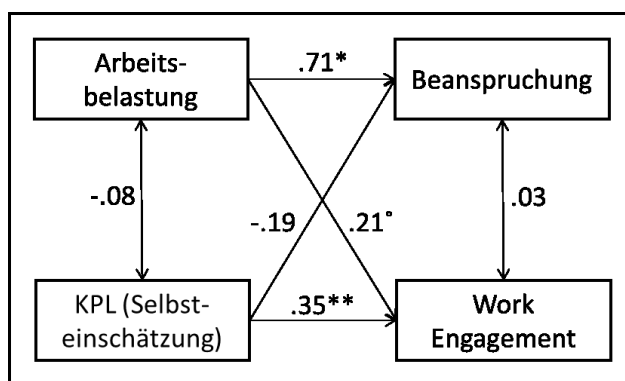 Arbeits-
belastung
.71*
Beanspruchung
-.08
-.19
.21°
.03
KPL (Selbst-
einschätzung)
.35**
Work
Engagement